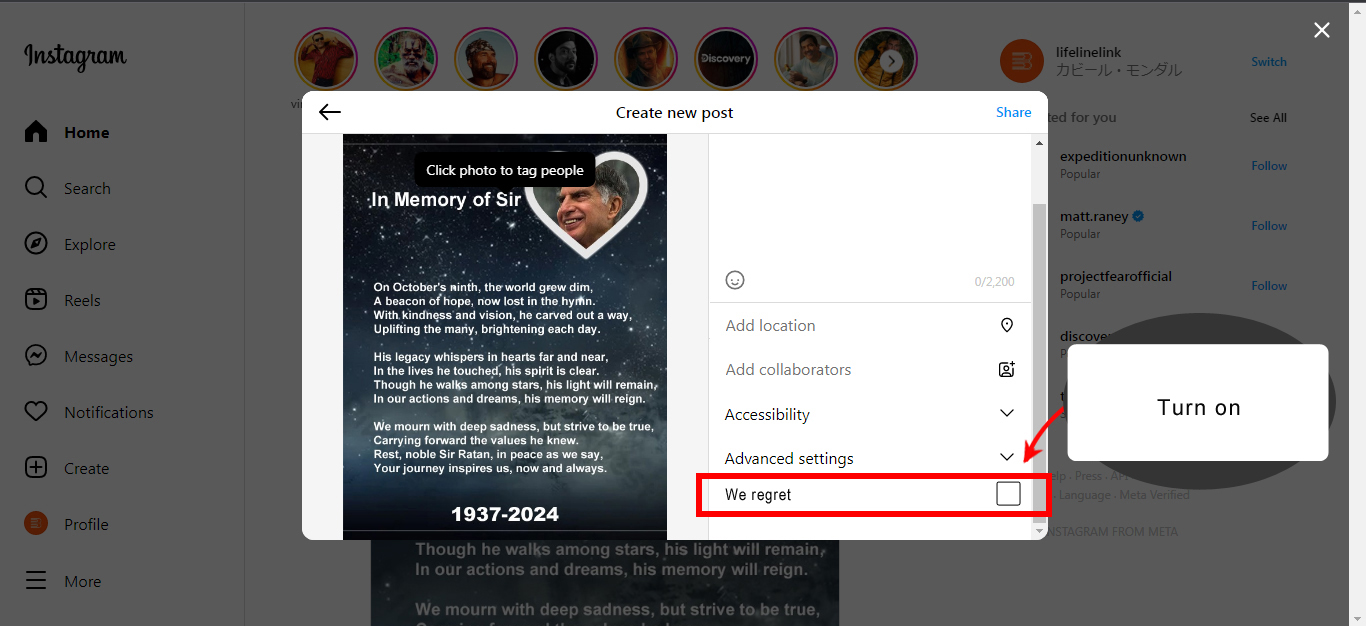 Instagram
Home
Search
Explore
Reels
Messages
Notifications
Create
Profile
More
Discovery
Create new post
Share
Click photo to tag people
In Memory of Sir
On October's ninth, the world grew dim,
A beacon of hope, now lost in the hymn.
With kindness and vision, he carved out a way,
Uplifting the many, brightening each day.
His legacy whispers in hearts far and near,
In the lives he touched, his spirit is clear.
Though he walks among stars, his light will remain,
In our actions and dreams, his memory will reign.
We mourn with deep sadness, but strive to be true,
Carrying forward the values he knew.
Rest, noble Sir Ratan, in peace as we say,
Your journey inspires us, now and always.
1937-2024
0/2,200
Add location
Add collaborators
Accessibility
Advanced settings
We regret
Though he walks among stars, his light will remain,
In our actions and dreams, his memory will reign.
We mourn with deep sadness, but strive to be true,
lifelinelink
カビール・モンダル
Switch
for you
See All
expeditionunknown
Popular
Follow
matt.raney
Popular
Follow
projectfearofficial
Popular
Follow
Turn on
· Press ·
· Language · Meta Verified
INSTAGRAM FROM META